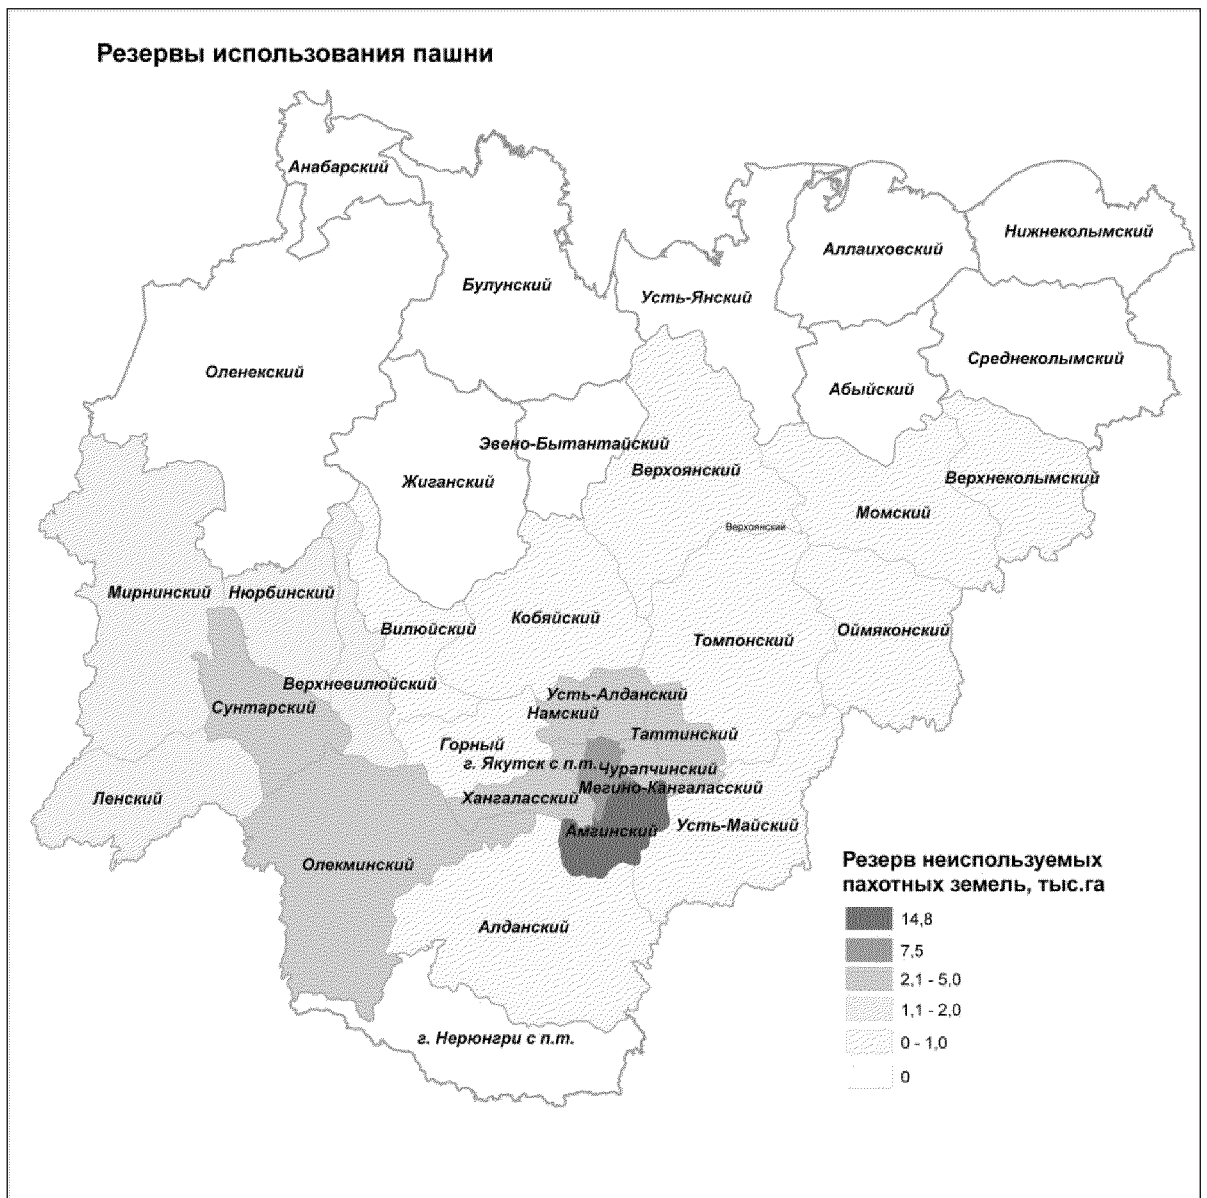 Резервы использования пашни
Анабарский
Нижнеколымский
Аллаиховский
Булунский
Усть-Янский
Среднеколымский
Оленекский
Абыйский
Эвено-Бытантайский
Верхоянский
Верхнеколымский
Жиганский
Момский
Верхоянский
Мирнинский
Нюрбинский
Кобяйский
Вилюйский
Оймяконский
Томпонский
Верхневилюйский
Усть-Алданский
Сунтарский
Намский
Таттинский
Горный
г. Якутск с п.т.
Чурапчинский
Мегино-Кангаласский
Ленский
Хангаласский
Амгинский
Усть-Майский
Олекминский
Алданский
г. Нерюнгри с п.т.
Резерв неиспользуемых
пахотных земель, тыс.га
14,8
7,5
2,1 - 5,0
1,1 - 2,0
0 - 1,0
0